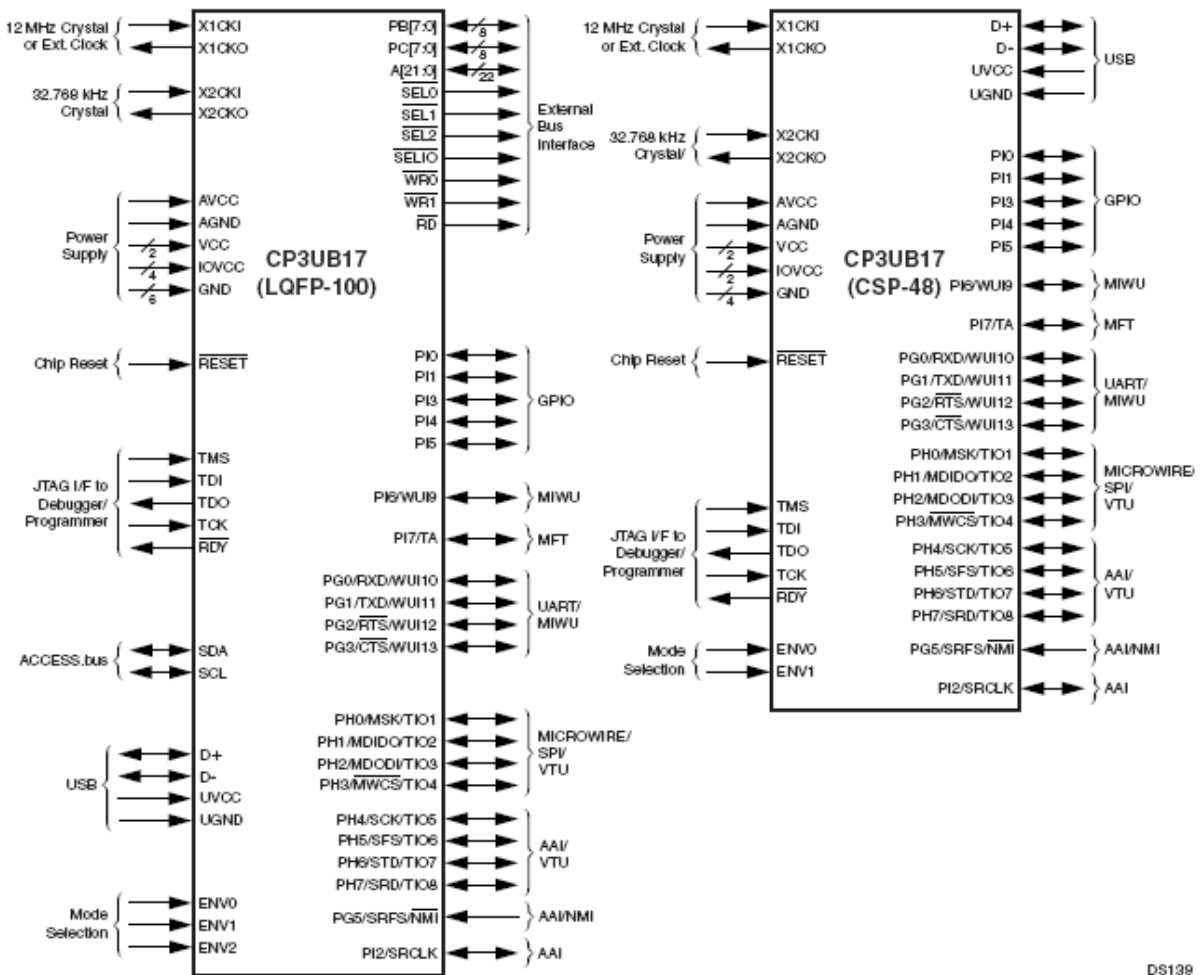 12 MHz Crystal
or Ext. Clock
X1CKI
X1CKO
32.768 kHz
Crystal
X2CKI
X2CKO
Power
Supply
AVCC
AGND
VCC
2
IOVCC
4
GND
6
Chip Reset
RESET
JTAG I/F to
Debugger/
Programmer
TMS
TDI
TDO
TCK
RDY
ACCESS.bus
SDA
SCL
USB
D+
D-
UVCC
UGND
Mode
Selection
ENV0
ENV1
ENV2
CP3UB17
(LQFP-100)
PB[7:0]
8
PC[7:0]
8
A[21:0]
22
SEL0
SEL1
SEL2
SELIO
WR0
WR1
RD
External
Bus
Interface
PI0
PI1
PI3
PI4
PI5
GPIO
PI6/WUI9
MIWU
PI7/TA
MFT
PG0/RXD/WUI10
PG1/TXD/WUI11
PG2/RTS/WUI12
PG3/CTS/WUI13
UART/
MIWU
PH0/MSK/TIO1
PH1/MDIDO/TIO2
PH2/MDODI/TIO3
PH3/MWCS/TIO4
MICROWIRE/
SPI/
VTU
PH4/SCK/TIO5
PH5/SFS/TIO6
PH6/STD/TIO7
PH7/SRD/TIO8
AAI/
VTU
PG5/SRFS/NMI
AAI/NMI
PI2/SRCLK
AAI
12 MHz Crystal
or Ext. Clock
X1CKI
X1CKO
32.768 kHz
Crystal/
X2CKI
X2CKO
Power
Supply
AVCC
AGND
VCC
2
IOVCC
2
GND
4
Chip Reset
RESET
JTAG I/F to
Debugger/
Programmer
TMS
TDI
TDO
TCK
RDY
Mode
Selection
ENV0
ENV1
CP3UB17
(CSP-48)
D+
D-
UVCC
UGND
USB
PI0
PI1
PI3
PI4
PI5
GPIO
PI6/WUI9
MIWU
PI7/TA
MFT
PG0/RXD/WUI10
PG1/TXD/WUI11
PG2/RTS/WUI12
PG3/CTS/WUI13
UART/
MIWU
PH0/MSK/TIO1
PH1/MDIDO/TIO2
PH2/MDODI/TIO3
PH3/MWCS/TIO4
MICROWIRE/
SPI/
VTU
PH4/SCK/TIO5
PH5/SFS/TIO6
PH6/STD/TIO7
PH7/SRD/TIO8
AAI/
VTU
PG5/SRFS/NMI
AAI/NMI
PI2/SRCLK
AAI
DS139